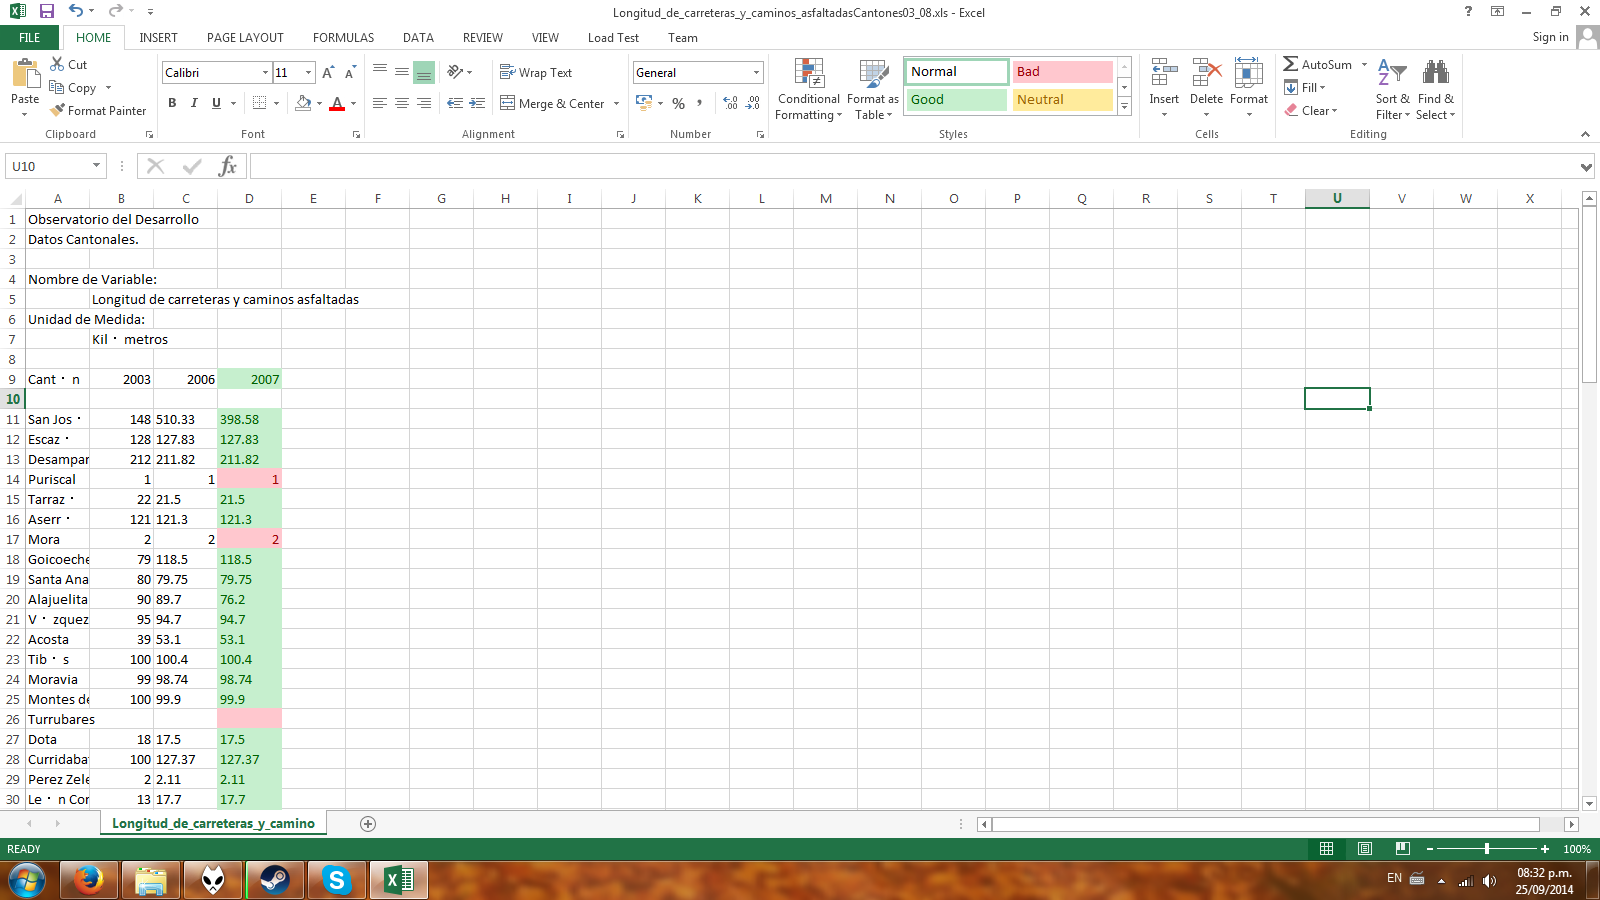 Longitud_de_carreteras_y_caminos_asfaltadasCantones03_08.xls - Excel
FILE HOME INSERT PAGE LAYOUT FORMULAS DATA REVIEW VIEW Load Test Team Sign in
Paste Cut Copy Format Painter
Clipboard
Calibri 11
B I U
Font
Wrap Text
Merge & Center
Alignment
General
Number
Conditional Formatting
Format as Table
Normal Bad
Good Neutral
Styles
Insert Delete Format
Cells
AutoSum
Fill
Clear
Sort & Filter
Find & Select
Editing
U10 fx
A B C D E F G H I J K L M N O P Q R S T U V W X
1 Observatorio del Desarrollo
2 Datos Cantonales.
3
4 Nombre de Variable:
5 Longitud de carreteras y caminos asfaltadas
6 Unidad de Medida:
7 Kil・metros
8
9 Cant・n 2003 2006 2007
10
11 San Jos・ 148 510.33 398.58
12 Escaz・ 128 127.83 127.83
13 Desampar 212 211.82 211.82
14 Puriscal 1 1 1
15 Tarraz・ 22 21.5 21.5
16 Aserr・ 121 121.3 121.3
17 Mora 2 2 2
18 Goicoeche 79 118.5 118.5
19 Santa Ana 80 79.75 79.75
20 Alajuelita 90 89.7 76.2
21 V・zquez 95 94.7 94.7
22 Acosta 39 53.1 53.1
23 Tib・s 100 100.4 100.4
24 Moravia 99 98.74 98.74
25 Montes de 100 99.9 99.9
26 Turrubares
27 Dota 18 17.5 17.5
28 Curridabat 100 127.37 127.37
29 Perez Zele 2 2.11 2.11
30 Le・n Cor 13 17.7 17.7
Longitud_de_carreteras_y_camino
READY 100%
EN 08:32 p.m.
25/09/2014